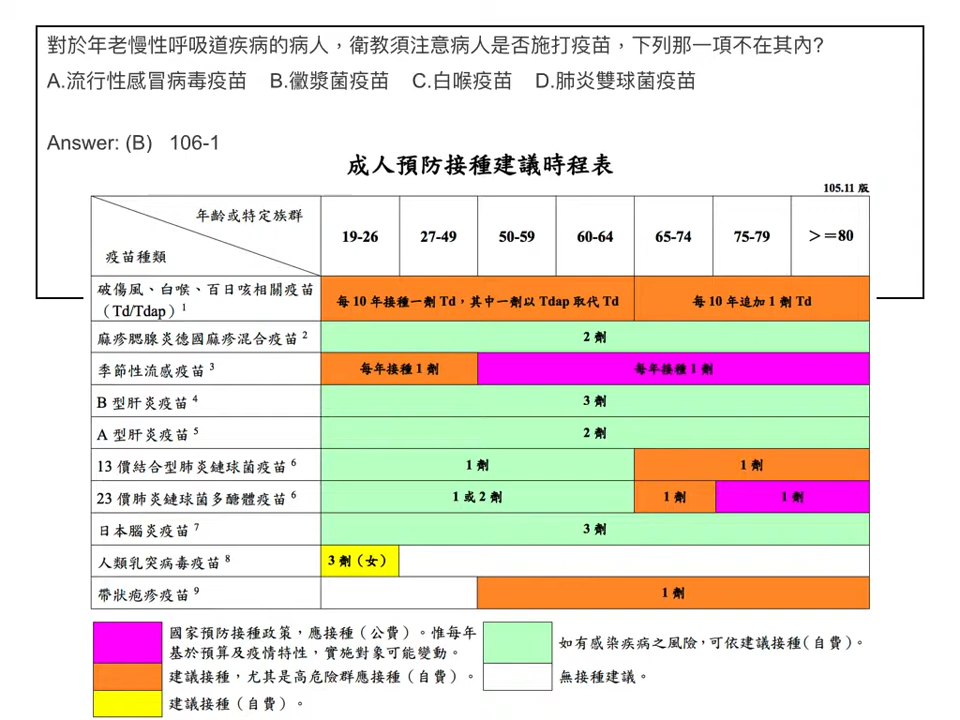 對於年老慢性呼吸道疾病的病人，衛教須注意病人是否施打疫苗，下列那一項不在其內?
A.流行性感冒病毒疫苗 B.黴漿菌疫苗 C.白喉疫苗 D.肺炎雙球菌疫苗
Answer: (B) 106-1
成人預防接種建議時程表
105.11 版
年齡或特定族群
疫苗種類
19-26 27-49 50-59 60-64 65-74 75-79 ＞＝80
破傷風、白喉、百日咳相關疫苗
（Td/Tdap）1
每 10 年接種一劑 Td，其中一劑以 Tdap 取代 Td
每 10 年追加 1 劑 Td
麻疹腮腺炎德國麻疹混合疫苗 2
2 劑
季節性流感疫苗 3
每年接種 1 劑
每年接種 1 劑
B 型肝炎疫苗 4
3 劑
A 型肝炎疫苗 5
2 劑
13 價結合型肺炎鏈球菌疫苗 6
1 劑
1 劑
23 價肺炎鏈球菌多醣體疫苗 6
1 或 2 劑
1 劑
1 劑
日本腦炎疫苗 7
3 劑
人類乳突病毒疫苗 8
3 劑（女）
帶狀疱疹疫苗 9
1 劑
國家預防接種政策，應接種（公費）。惟每年
基於預算及疫情特性，實施對象可能變動。
建議接種，尤其是高危險群應接種（自費）。
建議接種（自費）。
如有感染疾病之風險，可依建議接種（自費）。
無接種建議。